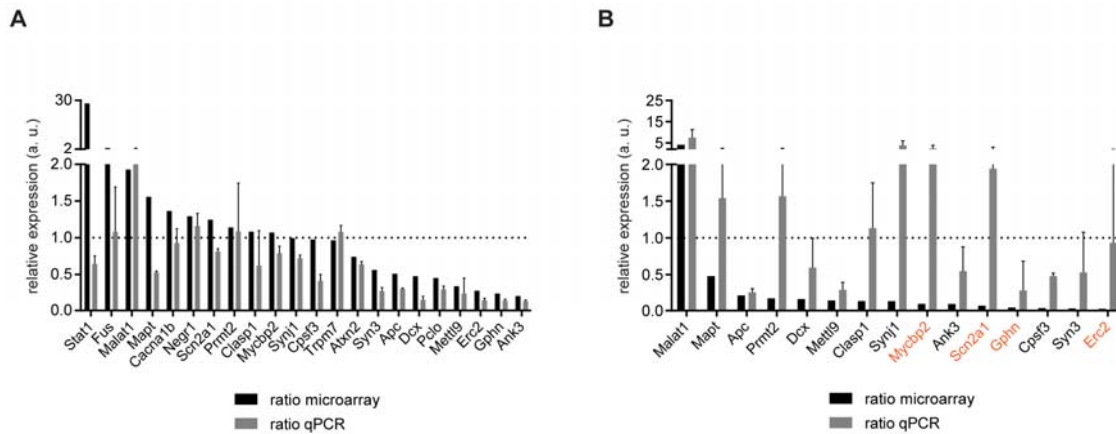 A
relative expression (a. u.)
30
2
2.0
1.5
1.0
0.5
0.0
Stat1
Fus
Malat1
Mapt
Cacna1b
Negr1
Scn2a1
Prmt2
Clasp1
Mycbp2
Synj1
Cpsf3
Trpm7
Atxn2
Syn3
Apc
Dcx
Pclo
Mettl9
Erc2
Gphn
Ank3
ratio microarray
ratio qPCR
B
relative expression (a. u.)
25
15
5
2.0
1.5
1.0
0.5
0.0
Malat1
Mapt
Apc
Prmt2
Dcx
Mettl9
Clasp1
Synj1
Mycbp2
Ank3
Scn2a1
Gphn
Cpsf3
Syn3
Erc2
ratio microarray
ratio qPCR